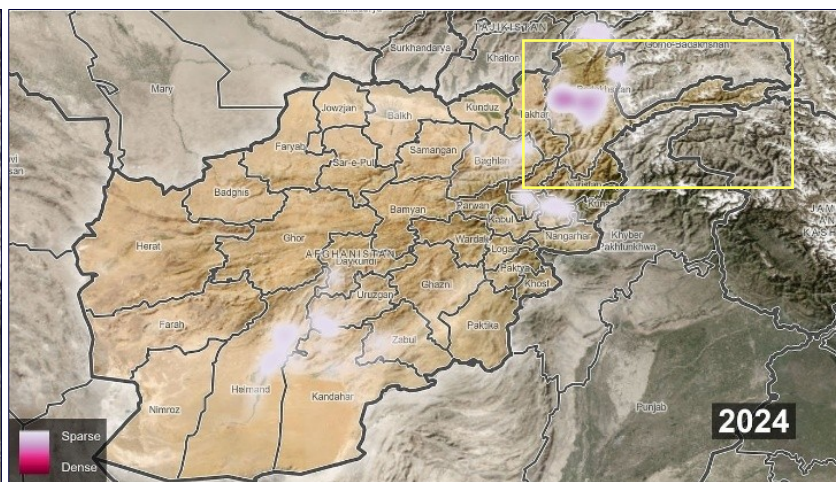 TAJIKISTAN
Surkhandarya
Gorno-Badakhshan
Khatlon
Mary
Jowzjan
Balkh
Kunduz
Takhar
Badakhshan
Faryab
Samangan
Sar-e-Pul
Baghlan
Badghis
Nuristan
Bamyan
Parwan
Kunar
Kabul
Herat
Ghor
Wardak
Nangarhar
Khyber
Pakhtunkhwa
AFGHANISTAN
Daykundi
Logar
Paktya
Ghazni
Khost
Uruzgan
Farah
Paktika
Zabul
Helmand
Kandahar
Nimroz
Punjab
2024
Sparse
Dense